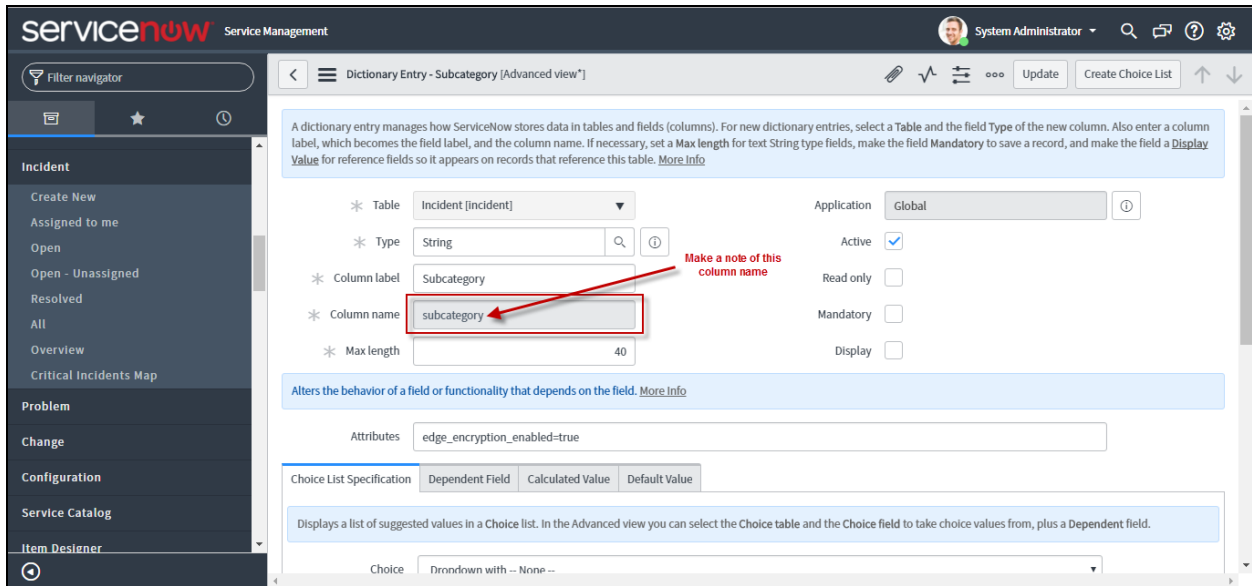 servicenow Service Management
System Administrator
Filter navigator
Dictionary Entry - Subcategory [Advanced view*]
Update
Create Choice List
Incident
Create New
Assigned to me
Open
Open - Unassigned
Resolved
All
Overview
Critical Incidents Map
Problem
Change
Configuration
Service Catalog
Item Designer
A dictionary entry manages how ServiceNow stores data in tables and fields (columns). For new dictionary entries, select a Table and the field Type of the new column. Also enter a column
label, which becomes the field label, and the column name. If necessary, set a Max length for text String type fields, make the field Mandatory to save a record, and make the field a Display
Value for reference fields so it appears on records that reference this table. More Info
Table Incident [incident]
Application Global
Type String
Active
Make a note of this
column name
Column label Subcategory
Read only
Column name subcategory
Mandatory
Max length 40
Display
Alters the behavior of a field or functionality that depends on the field. More Info
Attributes edge_encryption_enabled=true
Choice List Specification Dependent Field Calculated Value Default Value
Displays a list of suggested values in a Choice list. In the Advanced view you can select the Choice table and the Choice field to take choice values from, plus a Dependent field.
Choice Dropdown with -- None --